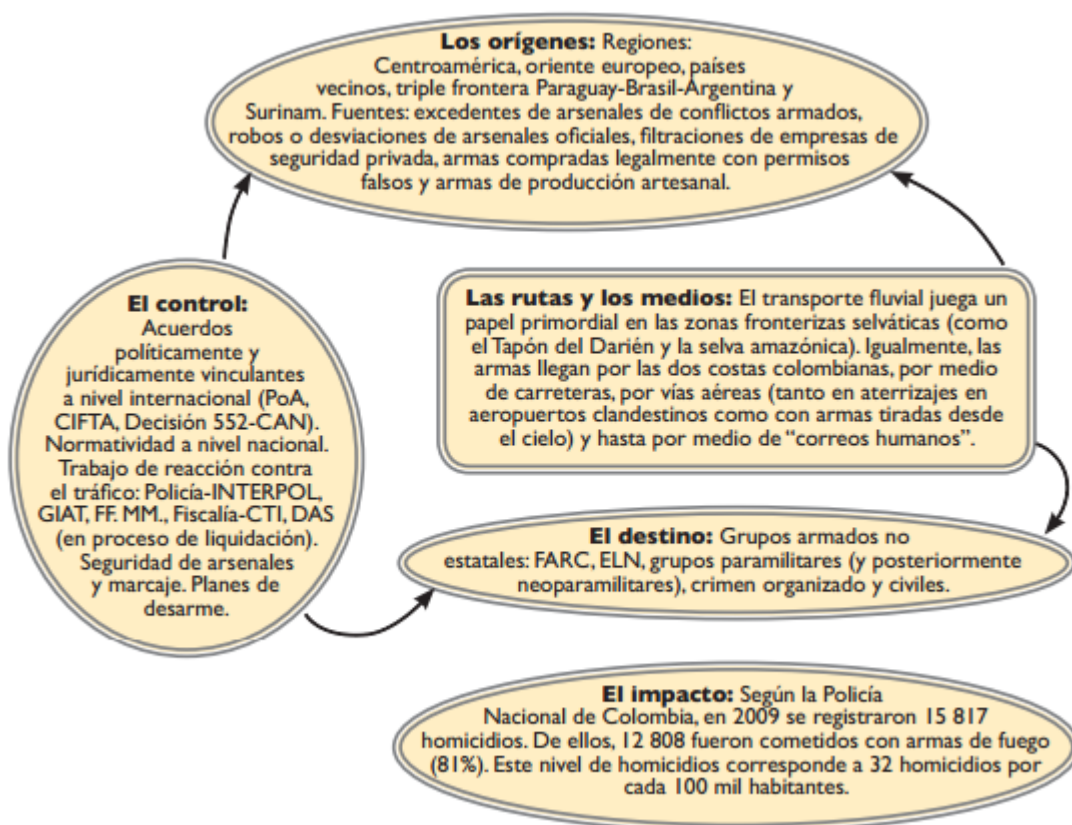 Los orígenes: Regiones:
Centroamérica, oriente europeo, países
vecinos, triple frontera Paraguay-Brasil-Argentina y
Surinam. Fuentes: excedentes de arsenales de conflictos armados,
robos o desviaciones de arsenales oficiales, filtraciones de empresas de
seguridad privada, armas compradas legalmente con permisos
falsos y armas de producción artesanal.
El control:
Acuerdos
políticamente y
jurídicamente vinculantes
a nivel internacional (PoA,
CIFTA, Decisión 552-CAN).
Normatividad a nivel nacional.
Trabajo de reacción contra
el tráfico: Policía-INTERPOL,
GIAT, FF. MM., Fiscalía-CTI, DAS
(en proceso de liquidación).
Seguridad de arsenales
y marcaje. Planes de
desarme.
Las rutas y los medios: El transporte fluvial juega un
papel primordial en las zonas fronterizas selváticas (como
el Tapón del Darién y la selva amazónica). Igualmente, las
armas llegan por las dos costas colombianas, por medio
de carreteras, por vías aéreas (tanto en aterrizajes en
aeropuertos clandestinos como con armas tiradas desde
el cielo) y hasta por medio de “correos humanos”.
El destino: Grupos armados no
estatales: FARC, ELN, grupos paramilitares (y posteriormente
neoparamilitares), crimen organizado y civiles.
El impacto: Según la Policía
Nacional de Colombia, en 2009 se registraron 15 817
homicidios. De ellos, 12 808 fueron cometidos con armas de fuego
(81%). Este nivel de homicidios corresponde a 32 homicidios por
cada 100 mil habitantes.